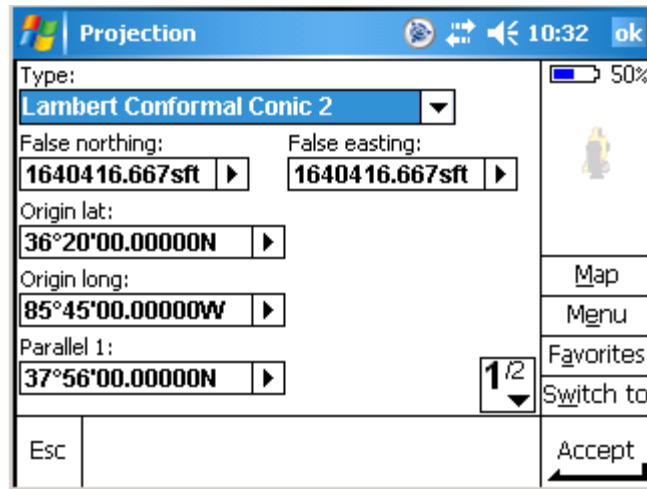 Projection 10:32 ok
Type: 50%
Lambert Conformal Conic 2
False northing: False easting:
1640416.667sft 1640416.667sft
Origin lat:
36°20'00.00000N
Origin long:
85°45'00.00000W
Parallel 1:
37°56'00.00000N
1/2
Map
Menu
Favorites
Switch to
Esc
Accept